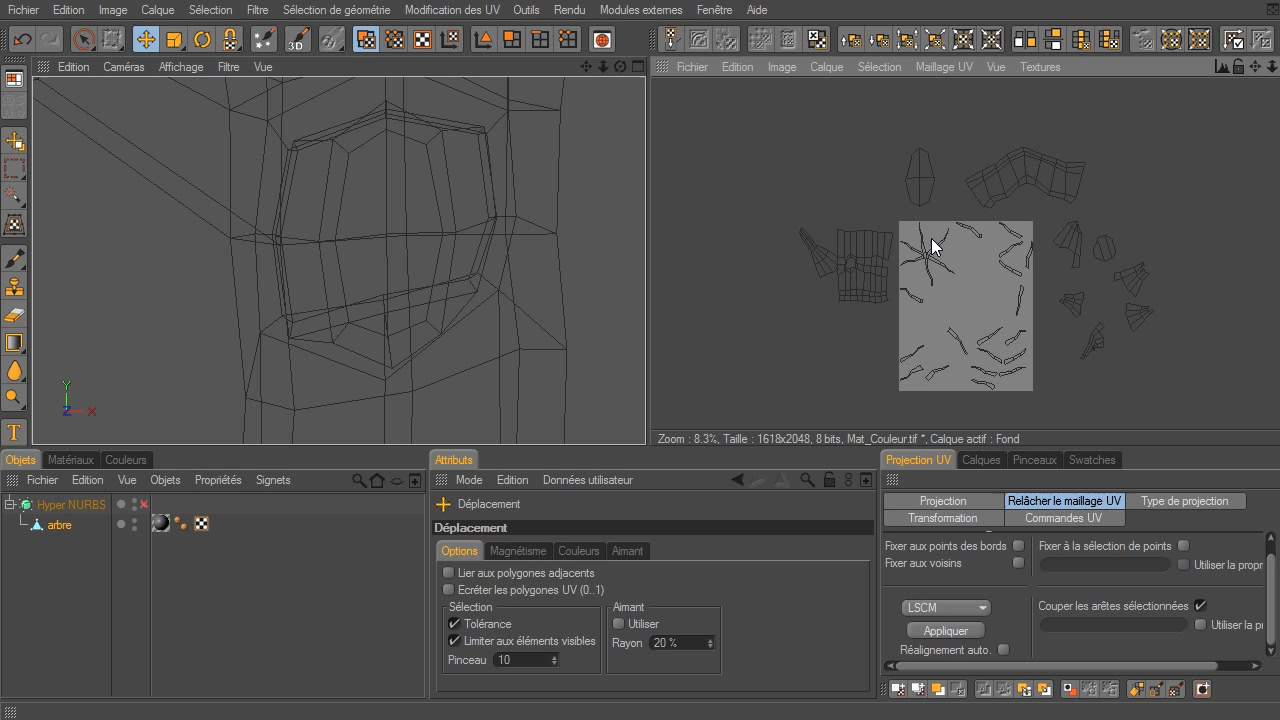 Fichier Edition Image Calque Sélection Filtre Sélection de géométrie Modification des UV Outils Rendu Modules externes Fenêtre Aide
3D
Edition Caméras Affichage Filtre Vue
Fichier Edition Image Calque Sélection Maillage UV Vue Textures
Y
Z X
T
Zoom : 8.3%, Taille : 1618x2048, 8 bits, Mat_Couleur.tif *, Calque actif : Fond
Objets Matériaux Couleurs
Fichier Edition Vue Objets Propriétés Signets
Hyper NURBS
arbre
Attributs
Mode Edition Données utilisateur
Déplacement
Déplacement
Options Magnétisme Couleurs Aimant
Lier aux polygones adjacents
Ecréter les polygones UV (0..1)
Sélection
Tolérance
Limiter aux éléments visibles
Pinceau 10
Aimant
Utiliser
Rayon 20 %
Projection UV Calques Pinceaux Swatches
Projection Relâcher le maillage UV Type de projection
Transformation Commandes UV
Fixer aux points des bords Fixer à la sélection de points
Fixer aux voisins Utiliser la propr
LSCM Couper les arêtes sélectionnées
Appliquer Utiliser la pr
Réalignement auto.